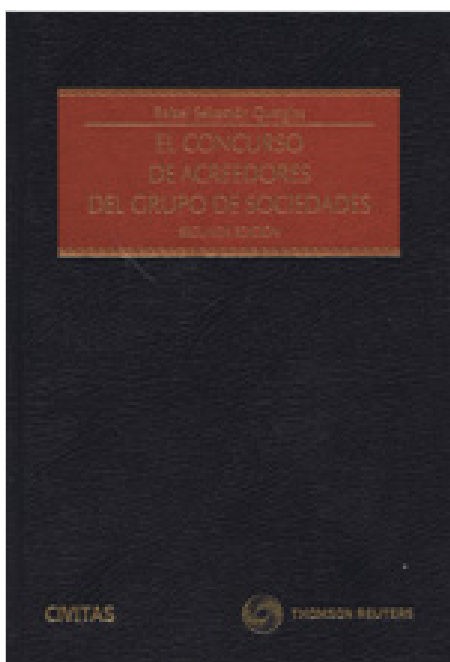 Rafael Sebastián Quetglas
EL CONCURSO
DE ACREEDORES
DEL GRUPO DE SOCIEDADES
SEGUNDA EDICIÓN
CIVITAS
THOMSON REUTERS